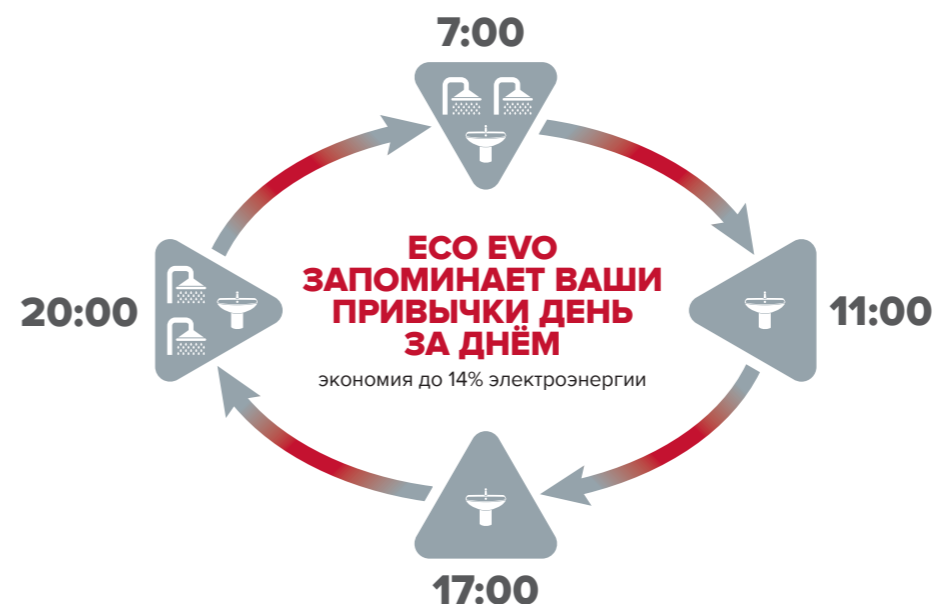 7:00
ECO EVO
ЗАПОМИНАЕТ ВАШИ
ПРИВЫЧКИ ДЕНЬ
ЗА ДНЁМ
экономия до 14% электроэнергии
20:00
11:00
17:00